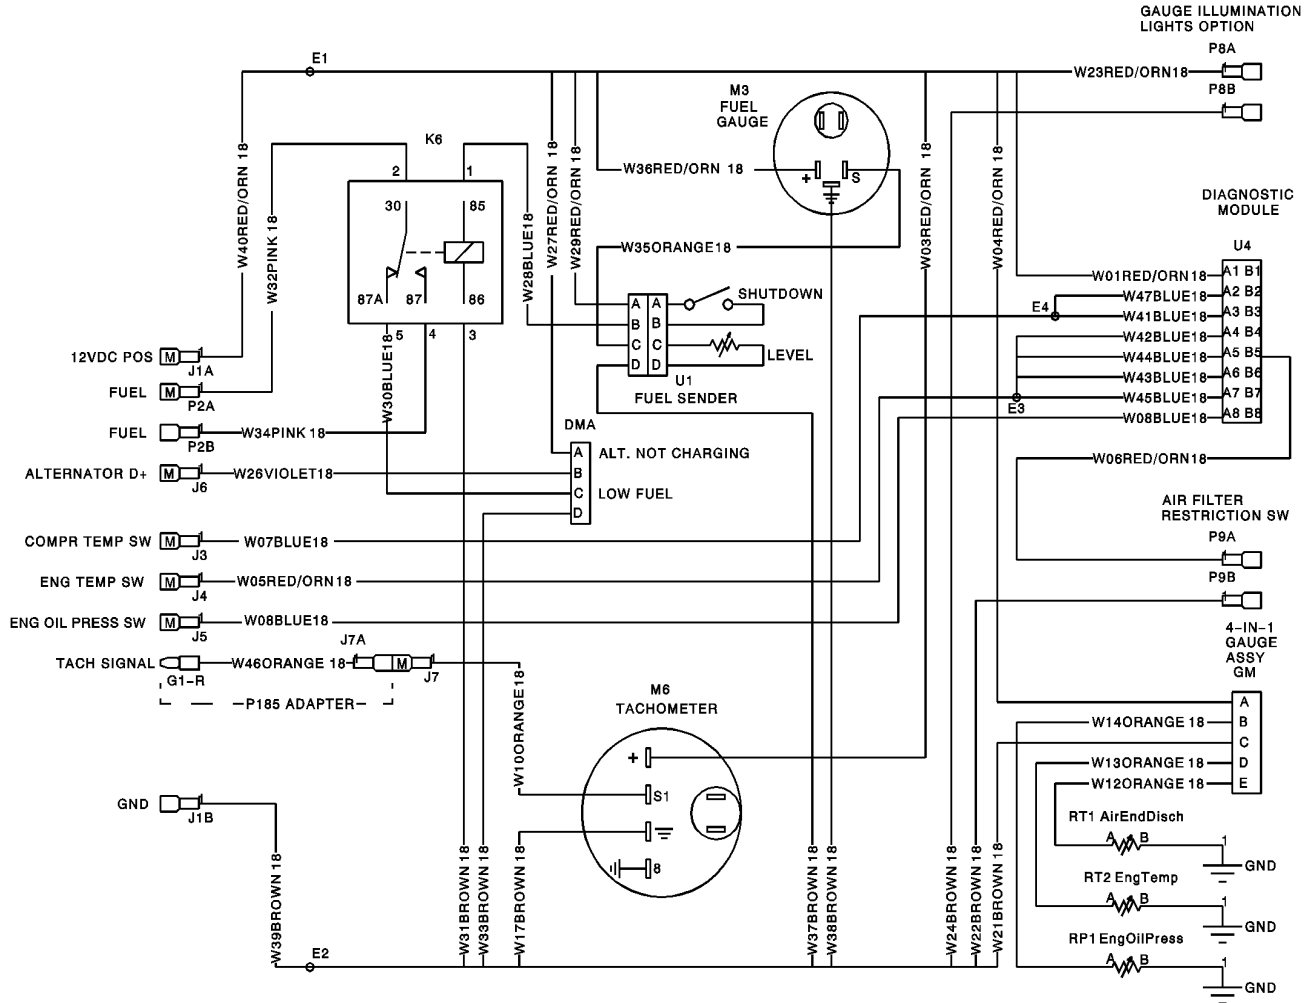 GAUGE ILLUMINATION
LIGHTS OPTION
P8A
E1
W23RED/ORN18
P8B
M3
FUEL
GAUGE
K6
2
1
W36RED/ORN 18
+
S
30
85
W40RED/ORN 18
W32PINK 18
W28BLUE18
W27RED/ORN 18
W29RED/ORN 18
W03RED/ORN 18
W04RED/ORN 18
DIAGNOSTIC
MODULE
U4
W35ORANGE18
87A
87
86
5
4
3
W01RED/ORN18
A1 B1
W47BLUE18
A2 B2
E4
W41BLUE18
A3 B3
W42BLUE18
A4 B4
W44BLUE18
A5 B5
W43BLUE18
A6 B6
W45BLUE18
A7 B7
E3
W08BLUE18
A8 B8
A A
SHUTDOWN
B B
C C
LEVEL
D D
U1
FUEL SENDER
12VDC POS
M
J1A
FUEL
M
P2A
W30BLUE18
FUEL
P2B
W34PINK 18
DMA
A
ALT. NOT CHARGING
ALTERNATOR D+
M
J6
W26VIOLET18
B
C
LOW FUEL
D
W06RED/ORN18
AIR FILTER
RESTRICTION SW
P9A
P9B
COMPR TEMP SW
M
J3
W07BLUE18
ENG TEMP SW
M
J4
W05RED/ORN18
ENG OIL PRESS SW
M
J5
W08BLUE18
TACH SIGNAL
G1-R
W46ORANGE 18
J7A
M
J7
P185 ADAPTER
4-IN-1
GAUGE
ASSY
GM
A
W14ORANGE 18
B
C
W13ORANGE 18
D
W12ORANGE 18
E
M6
TACHOMETER
+
S1
8
W10ORANGE18
GND
J1B
RT1 AirEndDisch
A B
1
GND
RT2 EngTemp
A B
1
GND
RP1 EngOilPress
A B
1
GND
W39BROWN 18
E2
W31BROWN 18
W33BROWN 18
W17BROWN 18
W37BROWN 18
W38BROWN 18
W24BROWN 18
W22BROWN 18
W21BROWN 18